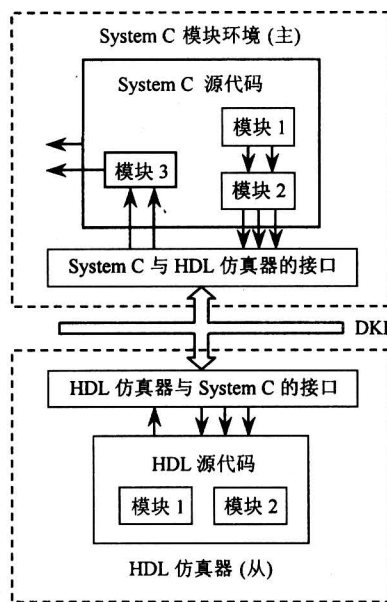 System C 模块环境 (主)
System C 源代码
模块 1
模块 3
模块 2
System C 与 HDL 仿真器的接口
DKI
HDL 仿真器与 System C 的接口
HDL 源代码
模块 1
模块 2
HDL 仿真器 (从)